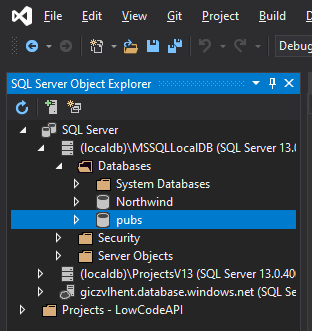 File Edit View Git Project Build
Debug
SQL Server Object Explorer
SQL Server
(localdb)\MSSQLLocalDB (SQL Server 13.0
Databases
System Databases
Northwind
pubs
Security
Server Objects
(localdb)\ProjectsV13 (SQL Server 13.0.400
giczvlhent.database.windows.net (SQL Se
Projects - LowCodeAPI